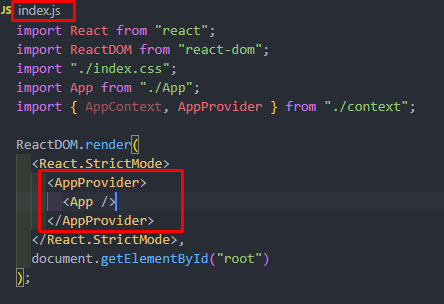 JS index.js
import React from "react";
import ReactDOM from "react-dom";
import "./index.css";
import App from "./App";
import { AppContext, AppProvider } from "./context";
ReactDOM.render(
<React.StrictMode>
<AppProvider>
<App />
</AppProvider>
</React.StrictMode>,
document.getElementById("root")
);